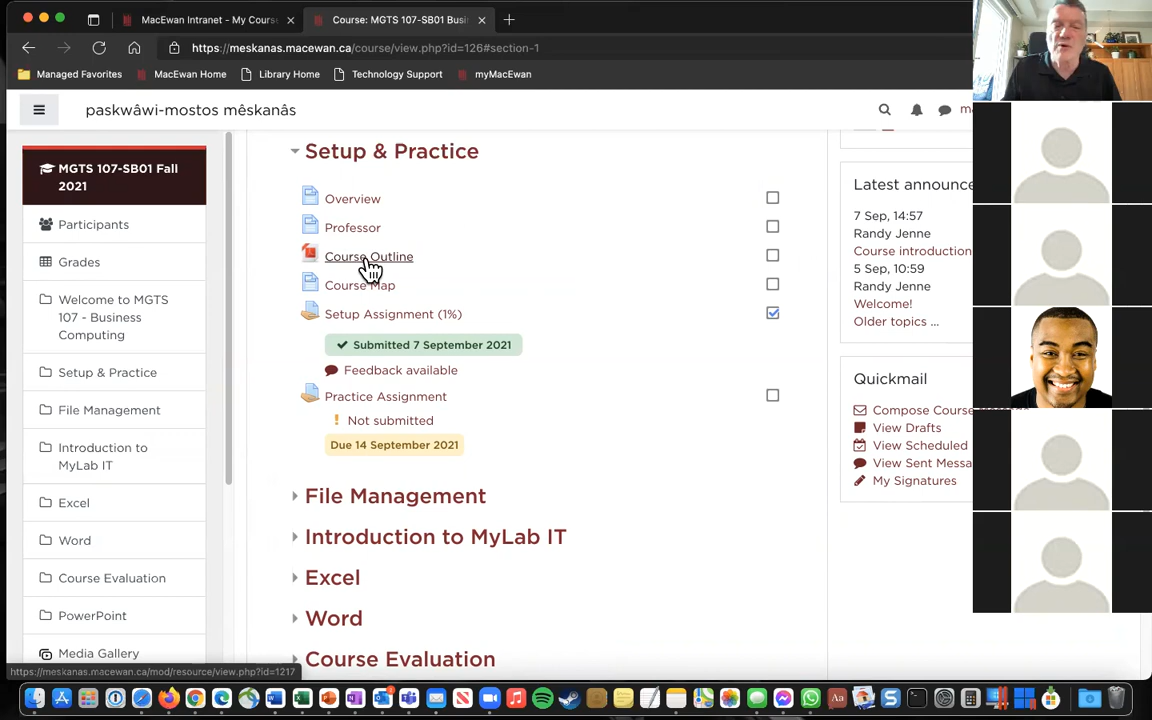 MacEwan Intranet - My Course
Course: MGTS 107-SB01 Busi
https://meskanas.macewan.ca/course/view.php?id=126#section-1
Managed Favorites
MacEwan Home
Library Home
Technology Support
myMacEwan
paskwâwi-mostos mêskanâs
MGTS 107-SB01 Fall
2021
Participants
Grades
Welcome to MGTS
107 - Business
Computing
Setup & Practice
File Management
Introduction to
MyLab IT
Excel
Word
Course Evaluation
PowerPoint
Media Gallery
Setup & Practice
Overview
Professor
Course Outline
Course Map
Setup Assignment (1%)
Submitted 7 September 2021
Feedback available
Practice Assignment
Not submitted
Due 14 September 2021
File Management
Introduction to MyLab IT
Excel
Word
Course Evaluation
Latest announce
7 Sep, 14:57
Randy Jenne
Course introduction
5 Sep, 10:59
Randy Jenne
Welcome!
Older topics ...
Quickmail
Compose Course
View Drafts
View Scheduled
View Sent Messa
My Signatures
https://meskanas.macewan.ca/mod/resource/view.php?id=1217